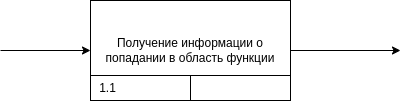 Получение информации о
попадании в область функции
1.1